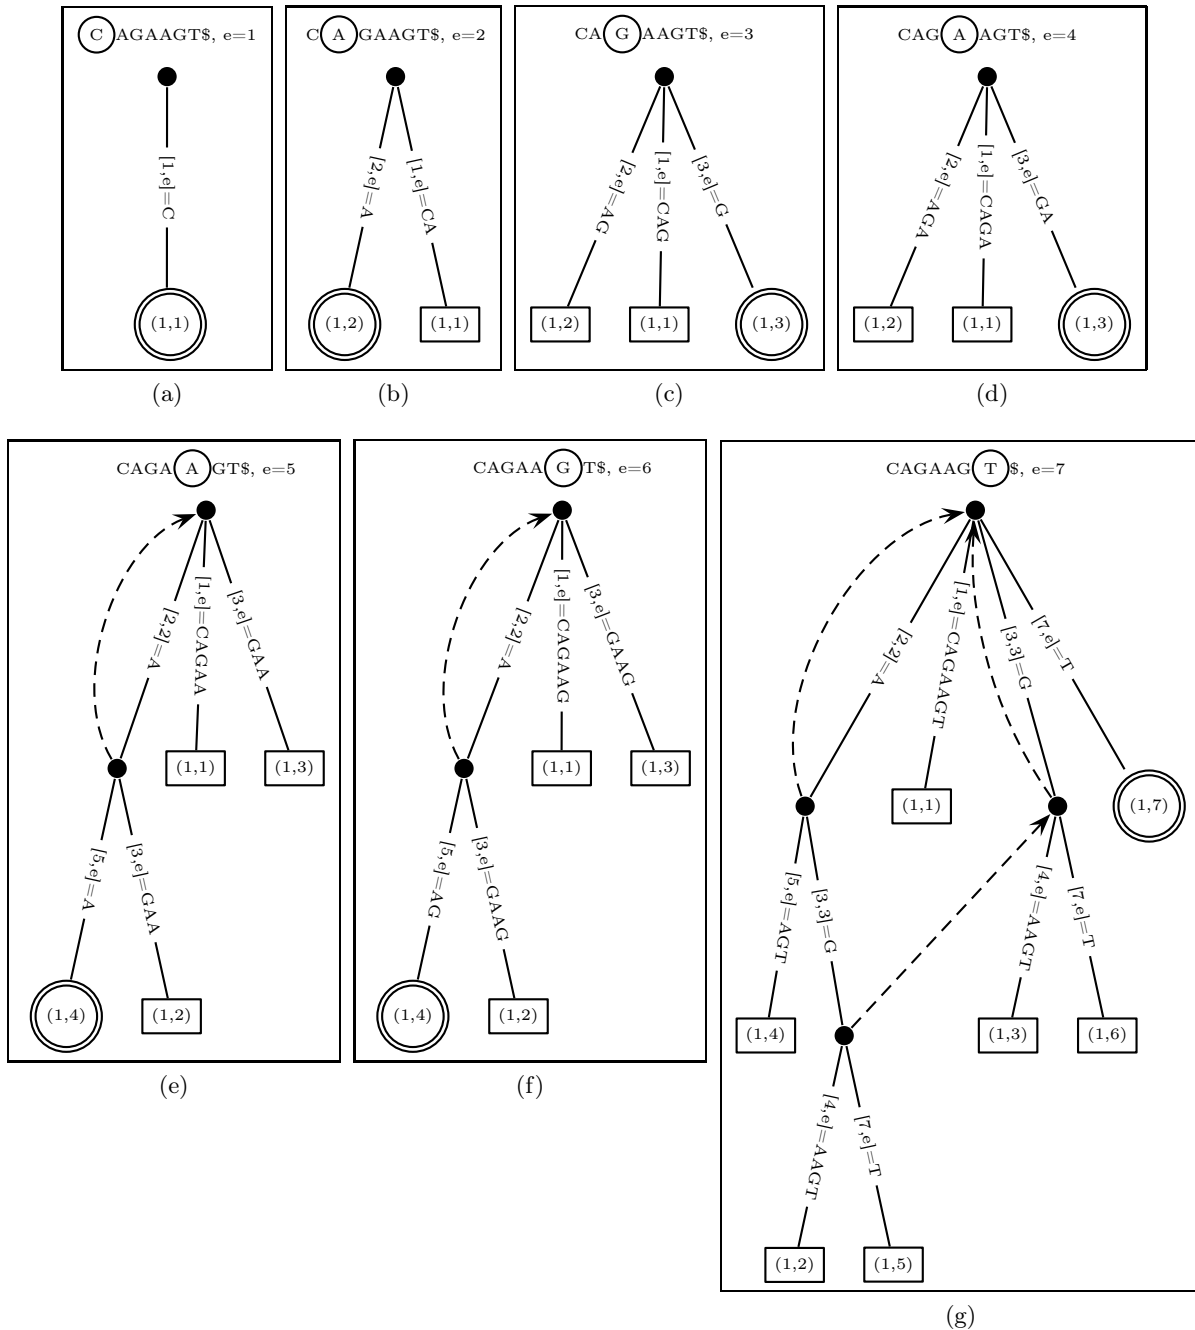 CAGAAGT$, e=1
[1,e]=C
(1,1)
(a)
CAGAAGT$, e=2
[2,e]=A
[1,e]=CA
(1,2)
(1,1)
(b)
CAGAAGT$, e=3
[2,e]=AG
[1,e]=CAG
[3,e]=G
(1,2)
(1,1)
(1,3)
(c)
CAGAAGT$, e=4
[2,e]=AGA
[1,e]=CAGA
[3,e]=GA
(1,2)
(1,1)
(1,3)
(d)
CAGAAGT$, e=5
[2,2]=A
[1,e]=CAGAA
[3,e]=GAA
(1,1)
(1,3)
[5,e]=A
[3,e]=GAA
(1,4)
(1,2)
(e)
CAGAAGT$, e=6
[2,2]=A
[1,e]=CAGAAG
[3,e]=GAAG
(1,1)
(1,3)
[5,e]=AG
[3,e]=GAAG
(1,4)
(1,2)
(f)
CAGAAGT$, e=7
[2,2]=A
[1,e]=CAGAAGT
[3,3]=G
[7,e]=T
(1,1)
(1,7)
[5,e]=AGT
[3,3]=G
[4,e]=AAGT
[7,e]=T
(1,4)
(1,3)
(1,6)
[4,e]=AAGT
[7,e]=T
(1,2)
(1,5)
(g)